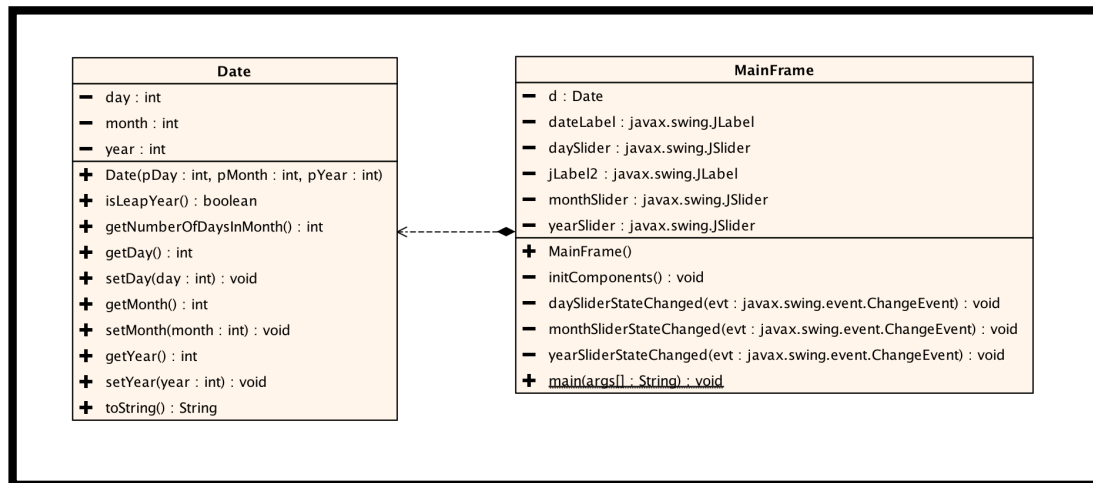 Date
day : int
month : int
year : int
Date(pDay : int, pMonth : int, pYear : int)
isLeapYear() : boolean
getNumberOfDaysInMonth() : int
getDay() : int
setDay(day : int) : void
getMonth() : int
setMonth(month : int) : void
getYear() : int
setYear(year : int) : void
toString() : String
MainFrame
d : Date
dateLabel : javax.swing.JLabel
daySlider : javax.swing.JSlider
jLabel2 : javax.swing.JLabel
monthSlider : javax.swing.JSlider
yearSlider : javax.swing.JSlider
MainFrame()
initComponents() : void
daySliderStateChanged(evt : javax.swing.event.ChangeEvent) : void
monthSliderStateChanged(evt : javax.swing.event.ChangeEvent) : void
yearSliderStateChanged(evt : javax.swing.event.ChangeEvent) : void
main(args[] : String) : void